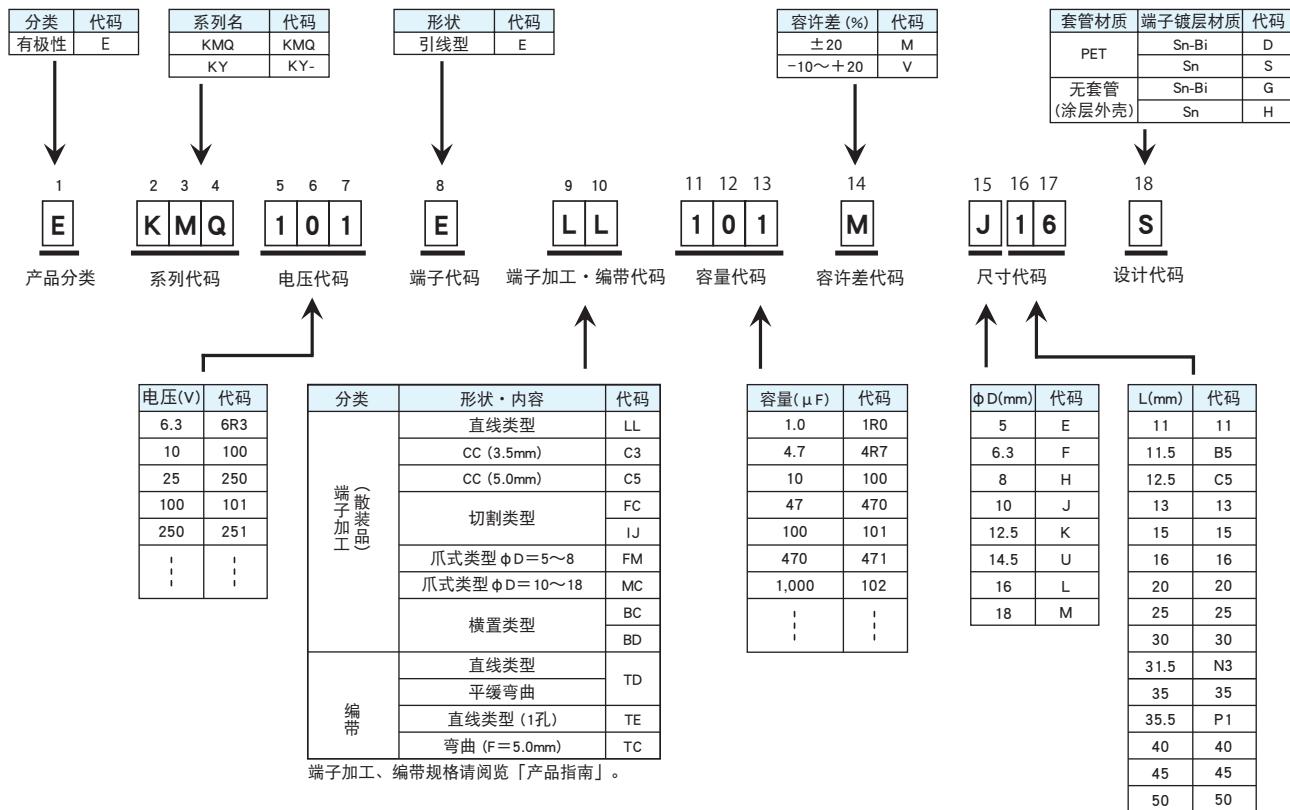 分类 代码
有极性 E
系列名 代码
KMQ KMQ
KY KY-
形状 代码
引线型 E
容许差 (%) 代码
±20 M
-10～+20 V
套管材质 端子镀层材质 代码
PET Sn-Bi D
Sn S
无套管 (涂层外壳) Sn-Bi G
Sn H
1 2 3 4 5 6 7 8 9 10 11 12 13 14 15 16 17 18
E K M Q 1 0 1 E L L 1 0 1 M J 1 6 S
产品分类 系列代码 电压代码 端子代码 端子加工・编带代码 容量代码 容许差代码 尺寸代码 设计代码
电压(V) 代码
6.3 6R3
10 100
25 250
100 101
250 251
分类 形状・内容 代码
端子加工 (散装品)
直线类型 LL
CC (3.5mm) C3
CC (5.0mm) C5
切割类型 FC
IJ
爪式类型 φD＝5～8 FM
爪式类型 φD＝10～18 MC
横置类型 BC
BD
编带
直线类型 TD
平缓弯曲
直线类型 (1孔) TE
弯曲 (F＝5.0mm) TC
端子加工、编带规格请阅览「产品指南」。
容量(μF) 代码
1.0 1R0
4.7 4R7
10 100
47 470
100 101
470 471
1,000 102
φD(mm) 代码
5 E
6.3 F
8 H
10 J
12.5 K
14.5 U
16 L
18 M
L(mm) 代码
11 11
11.5 B5
12.5 C5
13 13
15 15
16 16
20 20
25 25
30 30
31.5 N3
35 35
35.5 P1
40 40
45 45
50 50